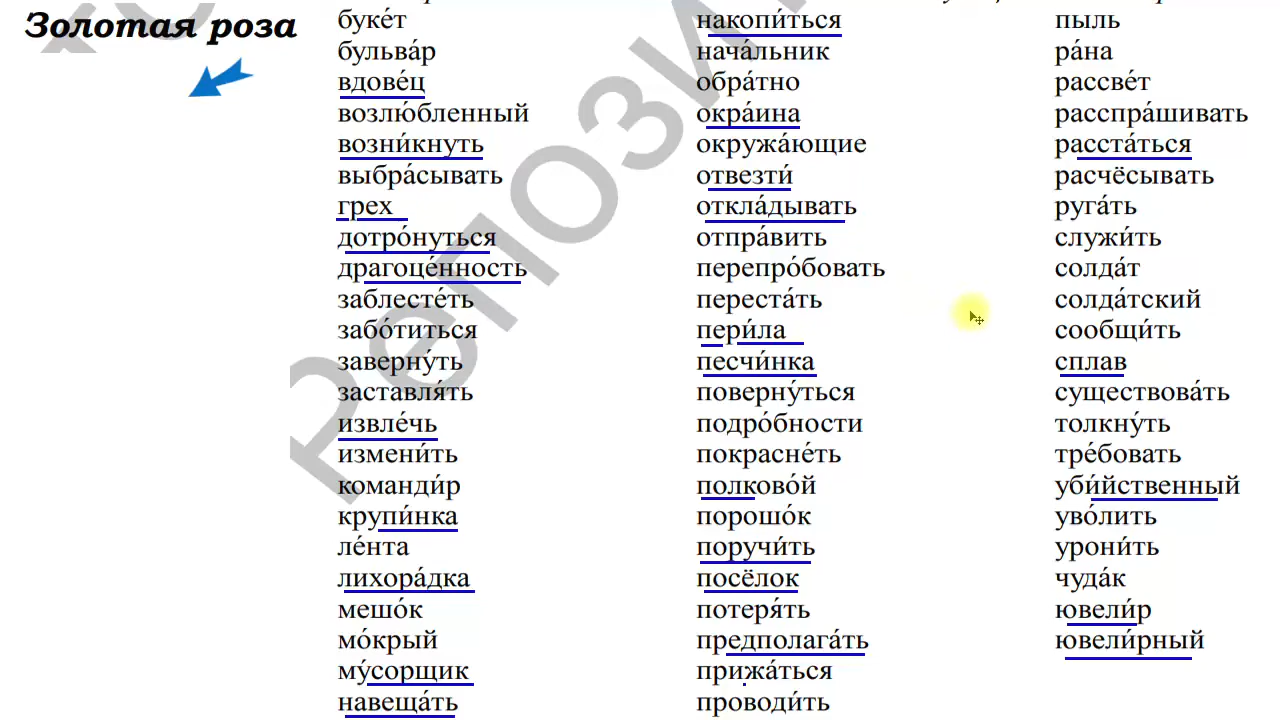 Золотая роза
буке́т
бульва́р
вдове́ц
возлю́бленный
возни́кнуть
выбра́сывать
грех
дотро́нуться
драгоце́нность
заблесте́ть
забо́титься
заверну́ть
заставля́ть
извле́чь
измени́ть
команди́р
крупи́нка
ле́нта
лихора́дка
мешо́к
мо́крый
му́сорщик
навеща́ть
накопи́ться
нача́льник
обра́тно
окра́ина
окружа́ющие
отвезти́
откла́дывать
отпра́вить
перепро́бовать
переста́ть
пери́ла
песчи́нка
поверну́ться
подро́бности
покрасне́ть
полково́й
порошо́к
поручи́ть
посёлок
потеря́ть
предполага́ть
прижа́ться
проводи́ть
пыль
ра́на
рассве́т
расспра́шивать
расста́ться
расчёсывать
руга́ть
служи́ть
солда́т
солда́тский
сообщи́ть
сплав
существова́ть
толкну́ть
тре́бовать
уби́йственный
уво́лить
урони́ть
чуда́к
ювели́р
ювели́рный